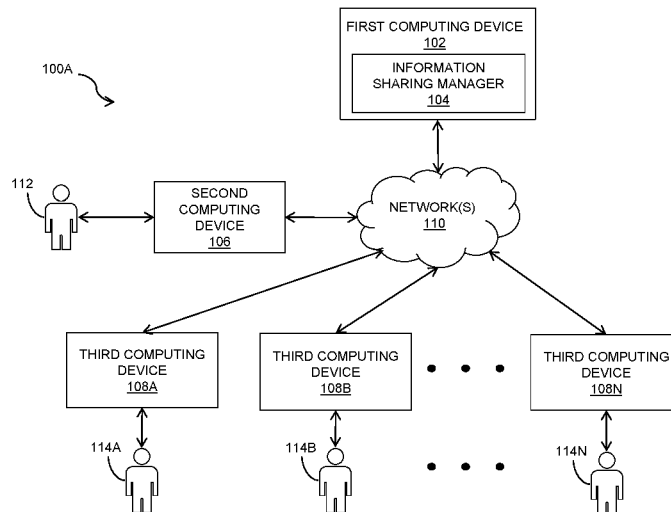 FIRST COMPUTING DEVICE
102
INFORMATION
SHARING MANAGER
104
100A
112
SECOND
COMPUTING
DEVICE
106
NETWORK(S)
110
THIRD COMPUTING
DEVICE
108A
THIRD COMPUTING
DEVICE
108B
THIRD COMPUTING
DEVICE
108N
114A
114B
114N